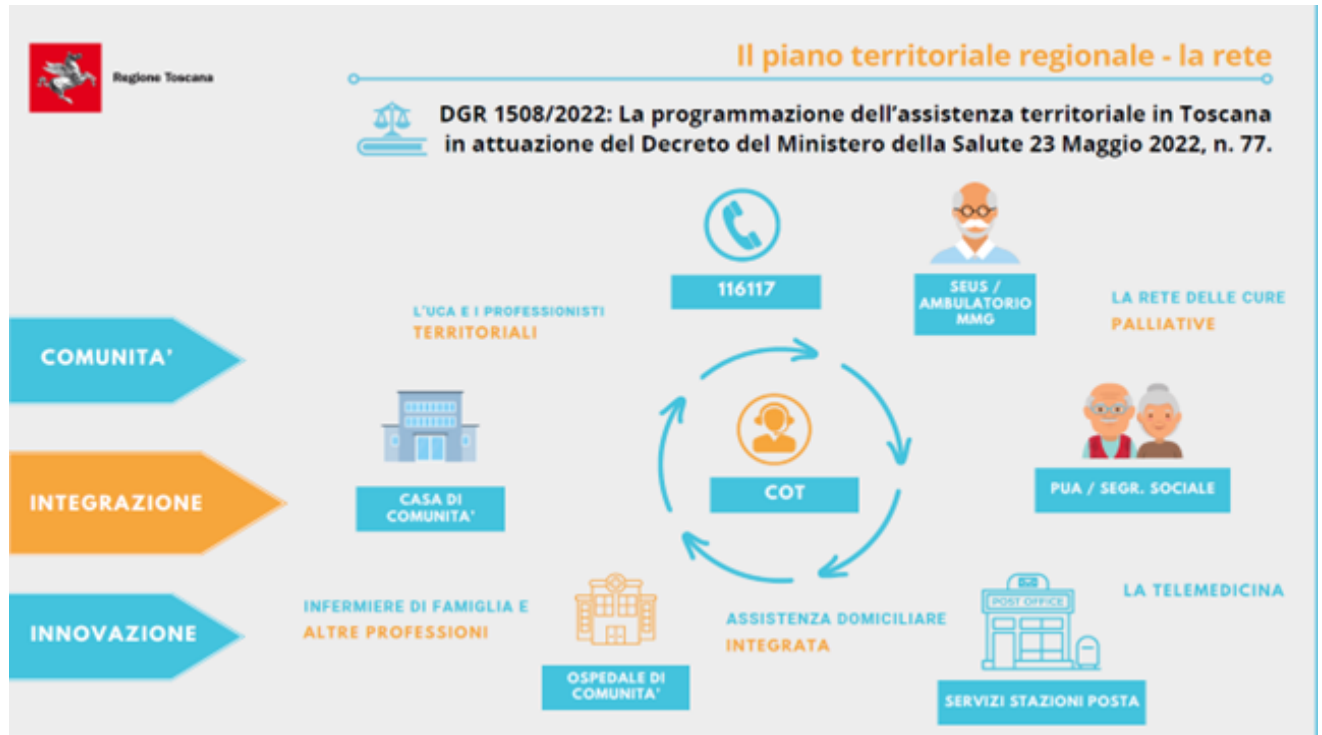 Regione Toscana
Il piano territoriale regionale - la rete
DGR 1508/2022: La programmazione dell'assistenza territoriale in Toscana
in attuazione del Decreto del Ministero della Salute 23 Maggio 2022, n. 77.
116117
SEUS /
AMBULATORIO
MMG
L'UCA E I PROFESSIONISTI
TERRITORIALI
LA RETE DELLE CURE
PALLIATIVE
COMUNITA'
CASA DI
COMUNITA'
COT
PUA / SEGR. SOCIALE
INTEGRAZIONE
INFERMIERE DI FAMIGLIA E
ALTRE PROFESSIONI
ASSISTENZA DOMICILIARE
INTEGRATA
POST OFFICE
LA TELEMEDICINA
INNOVAZIONE
OSPEDALE DI
COMUNITA'
SERVIZI STAZIONI POSTA